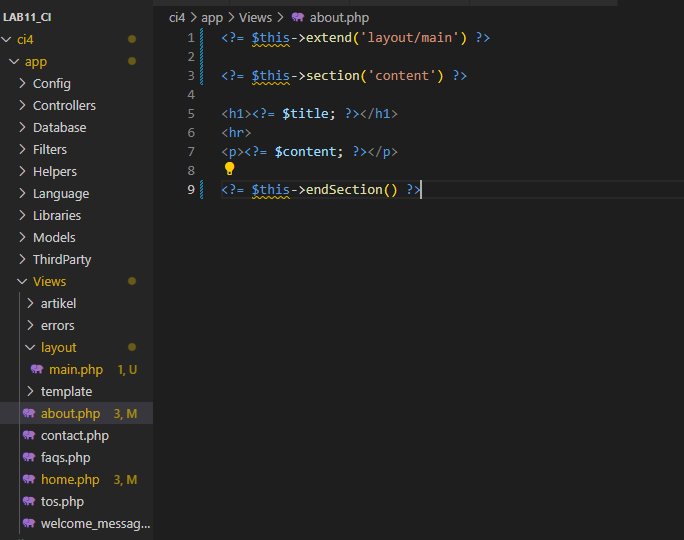 LAB11_CI
ci4
app
Config
Controllers
Database
Filters
Helpers
Language
Libraries
Models
ThirdParty
Views
artikel
errors
layout
main.php 1, U
template
about.php 3, M
contact.php
faqs.php
home.php 3, M
tos.php
welcome_messag...
ci4 > app > Views > about.php
1 <?= $this->extend('layout/main') ?>
2
3 <?= $this->section('content') ?>
4
5 <h1><?= $title; ?></h1>
6 <hr>
7 <p><?= $content; ?></p>
8
9 <?= $this->endSection() ?>